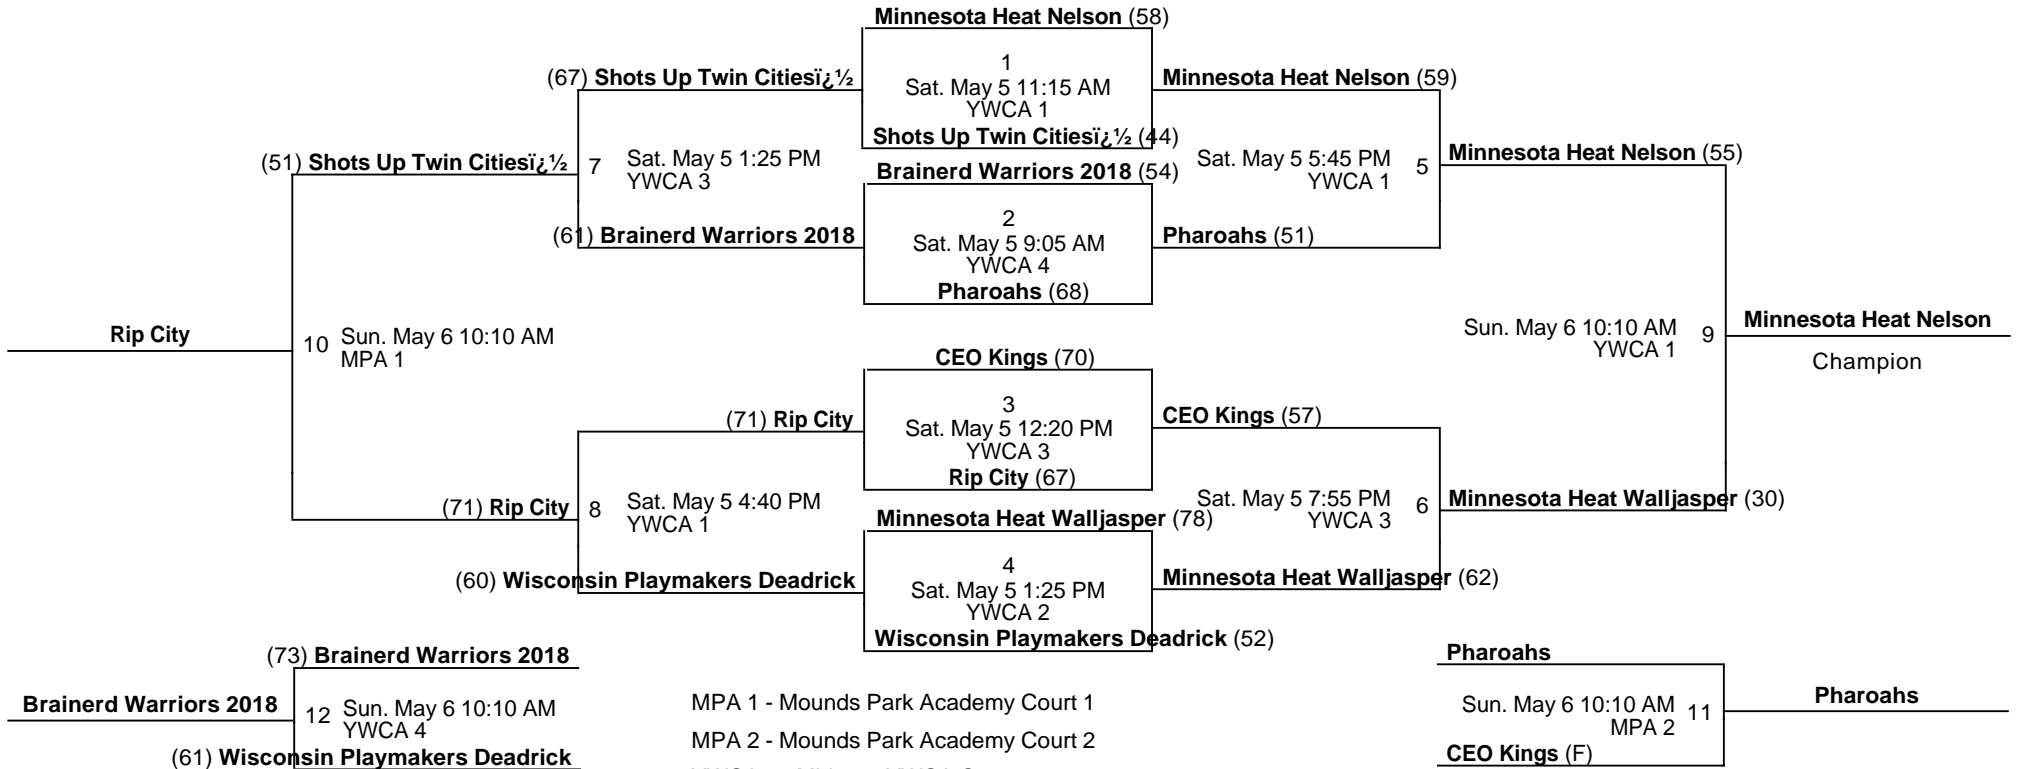 Minnesota Heat Nelson (58)
1
Sat. May 5 11:15 AM
YWCA 1
Shots Up Twin Citiesï¿½ (44)
(67) Shots Up Twin Citiesï¿½
Minnesota Heat Nelson (59)
(51) Shots Up Twin Citiesï¿½
7 Sat. May 5 1:25 PM
YWCA 3
Brainerd Warriors 2018 (54)
2
Sat. May 5 9:05 AM
YWCA 4
Pharoahs (68)
Sat. May 5 5:45 PM 5
YWCA 1
Minnesota Heat Nelson (55)
(61) Brainerd Warriors 2018
Pharoahs (51)
Rip City
10 Sun. May 6 10:10 AM
MPA 1
Sun. May 6 10:10 AM 9
YWCA 1
Minnesota Heat Nelson
Champion
CEO Kings (70)
3
Sat. May 5 12:20 PM
YWCA 3
Rip City (67)
(71) Rip City
CEO Kings (57)
(71) Rip City
8 Sat. May 5 4:40 PM
YWCA 1
Minnesota Heat Walljasper (78)
4
Sat. May 5 1:25 PM
YWCA 2
Wisconsin Playmakers Deadrick (52)
Sat. May 5 7:55 PM 6
YWCA 3
Minnesota Heat Walljasper (30)
(60) Wisconsin Playmakers Deadrick
Minnesota Heat Walljasper (62)
(73) Brainerd Warriors 2018
Brainerd Warriors 2018
12 Sun. May 6 10:10 AM
YWCA 4
(61) Wisconsin Playmakers Deadrick
MPA 1 - Mounds Park Academy Court 1
MPA 2 - Mounds Park Academy Court 2
Pharoahs
Sun. May 6 10:10 AM 11
MPA 2
CEO Kings (F)
Pharoahs